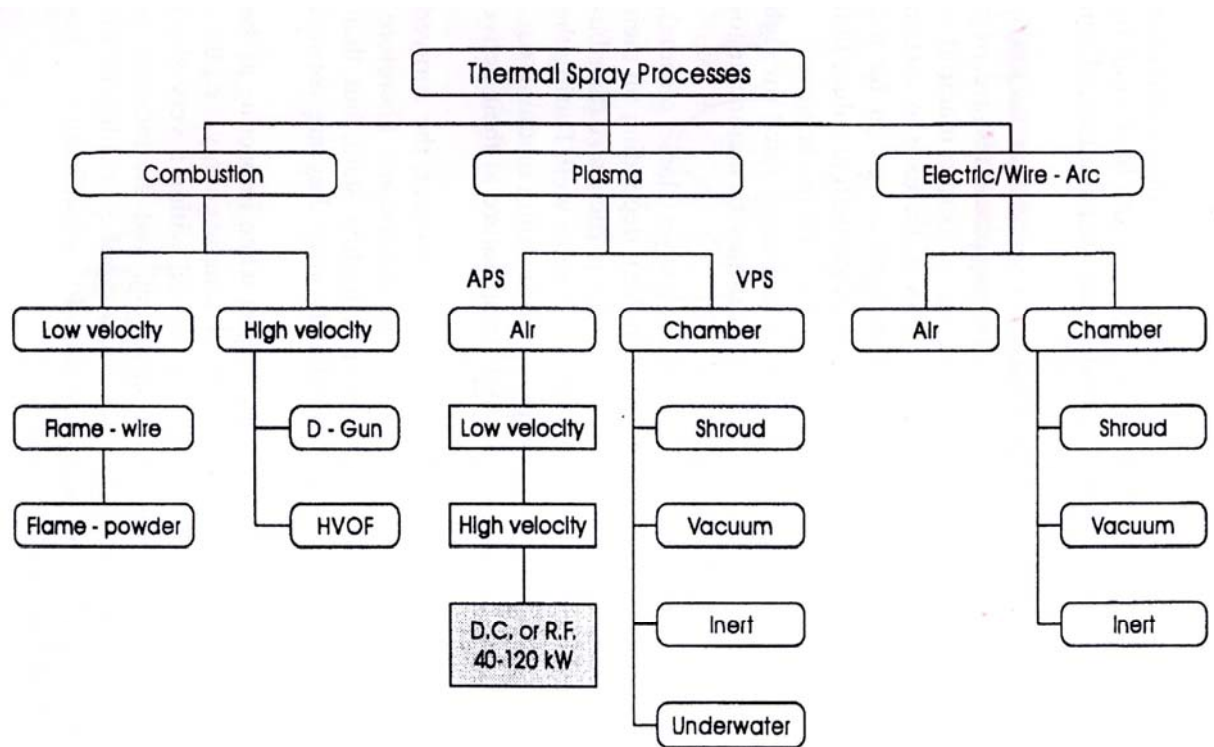 Thermal Spray Processes
Combustion
Plasma
Electric/Wire - Arc
APS
VPS
Low velocity
High velocity
Air
Chamber
Air
Chamber
Flame - wire
D - Gun
Low velocity
Shroud
Shroud
Flame - powder
HVOF
High velocity
Vacuum
Vacuum
D.C. or R.F.
40-120 kW
Inert
Inert
Underwater